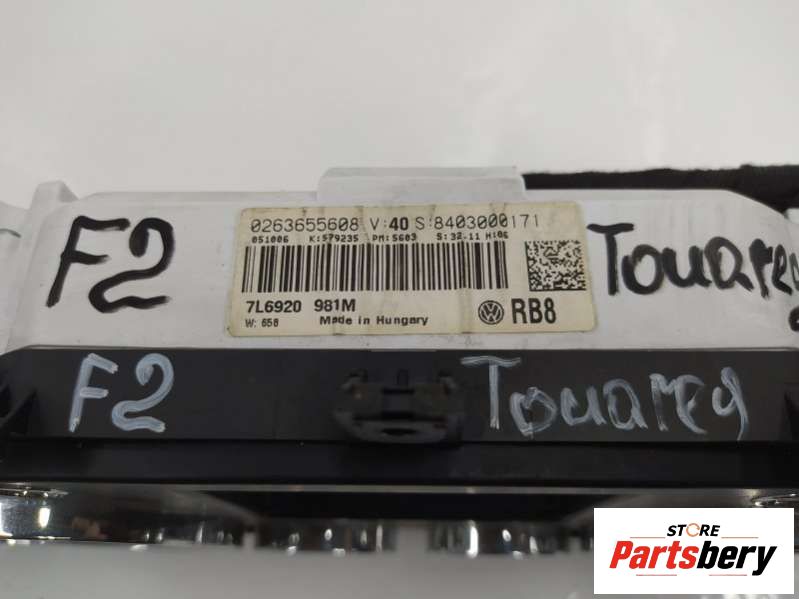 0263655608 V:40 S:8403000171
051006 K:579235 PM:5603 S:32-11 H:06
7L6920 981M
W: 658 Made in Hungary
RB8
F2
Touareg
F2
Touareg
STORE
Partsbery